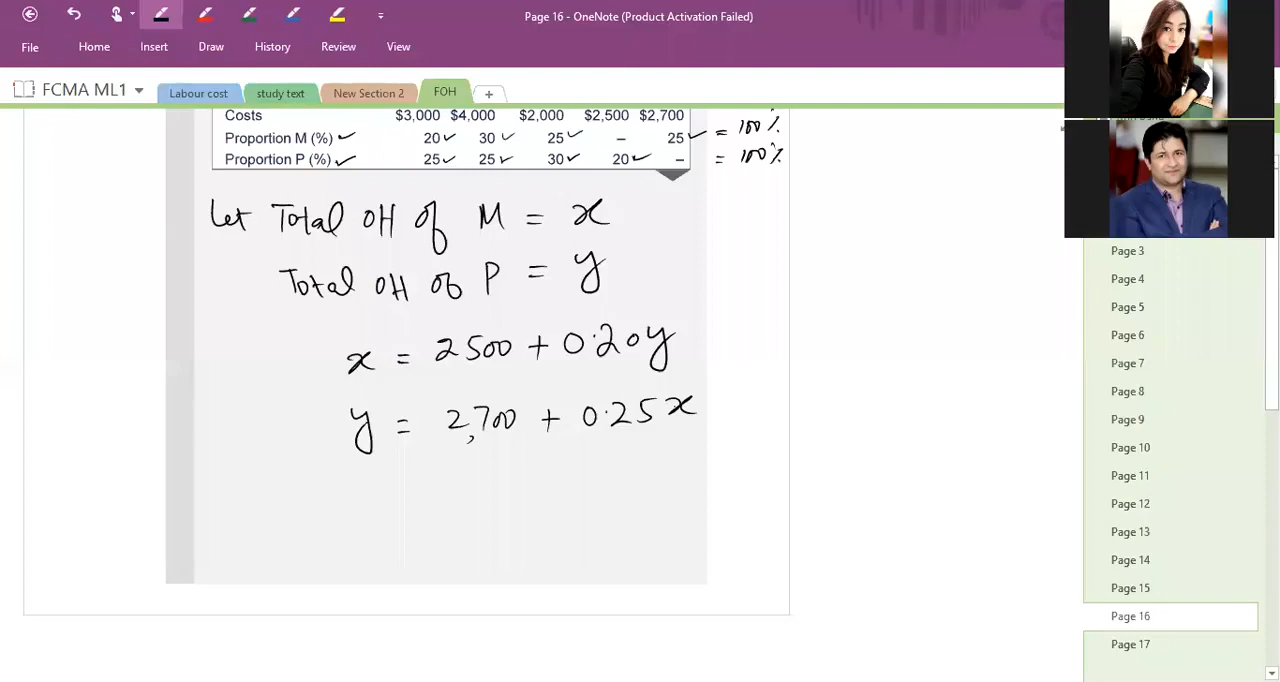 Page 16 - OneNote (Product Activation Failed)
File Home Insert Draw History Review View
FCMA ML1 Labour cost study text New Section 2 FOH +
Costs $3,000 $4,000 $2,000 $2,500 $2,700
Proportion M (%) ✓ 20 ✓ 30 ✓ 25 ✓ – 25 ✓ = 100%
Proportion P (%) ✓ 25 ✓ 25 ✓ 30 ✓ 20 ✓ – = 100%
Let Total OH of M = x
Total OH of P = y
x = 2500 + 0.20y
y = 2,700 + 0.25x
Page 3
Page 4
Page 5
Page 6
Page 7
Page 8
Page 9
Page 10
Page 11
Page 12
Page 13
Page 14
Page 15
Page 16
Page 17